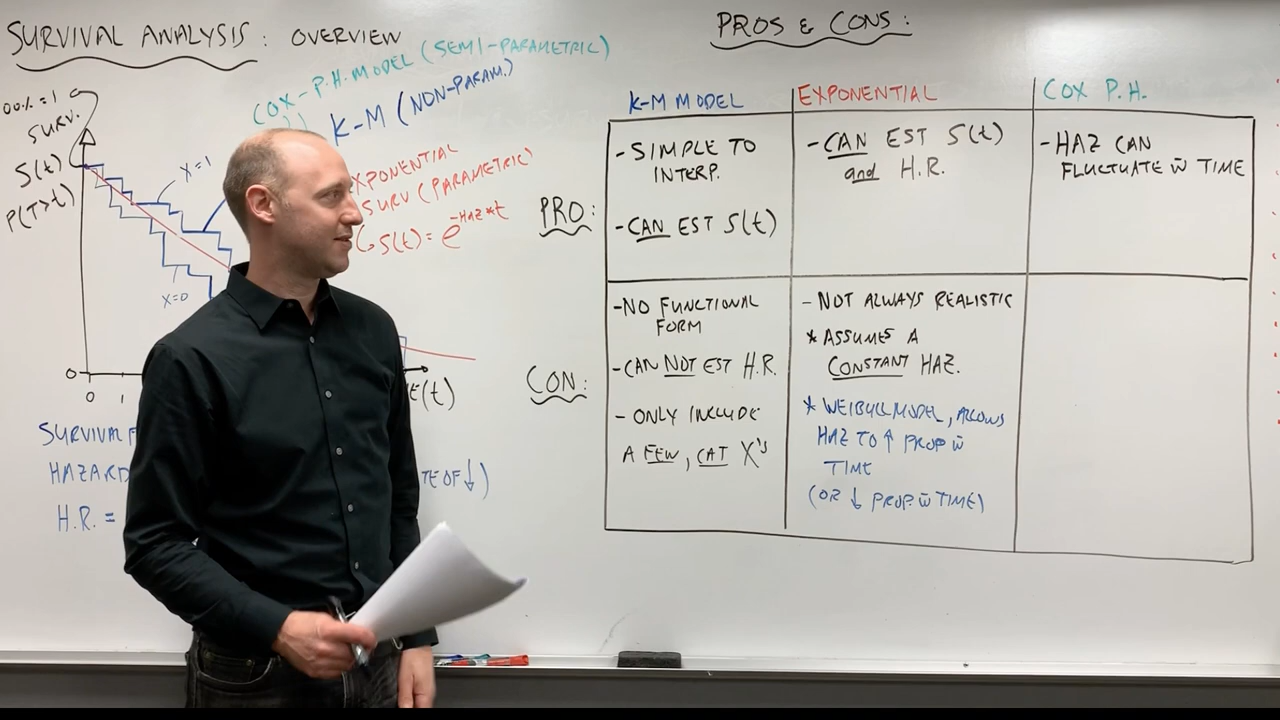 SURVIVAL ANALYSIS: OVERVIEW
COX-P.H. MODEL (SEMI-PARAMETRIC)
K-M (NON-PARAM.)
EXPONENTIAL
SURV (PARAMETRIC)
S(t) = e^-HAZ*t
00% = 1
SURV.
S(t)
P(T>t)
X=1
X=0
0
0 1
(t)
SURVIVAL F
HAZARD
TE OF ↓)
H.R. =
PROS & CONS:
K-M MODEL
EXPONENTIAL
COX P.H.
PRO:
- SIMPLE TO
INTERP.
- CAN EST S(t)
- CAN EST S(t)
and H.R.
- HAZ CAN
FLUCTUATE w̄ TIME
CON:
- NO FUNCTIONAL
FORM
- CAN NOT EST H.R.
- ONLY INCLUDE
A FEW, CAT X'S
- NOT ALWAYS REALISTIC
* ASSUMES A
CONSTANT HAZ.
* WEIBULL MODEL, ALLOWS
HAZ TO ↑ PROP w̄
TIME
(OR ↓ PROP. w̄ TIME)